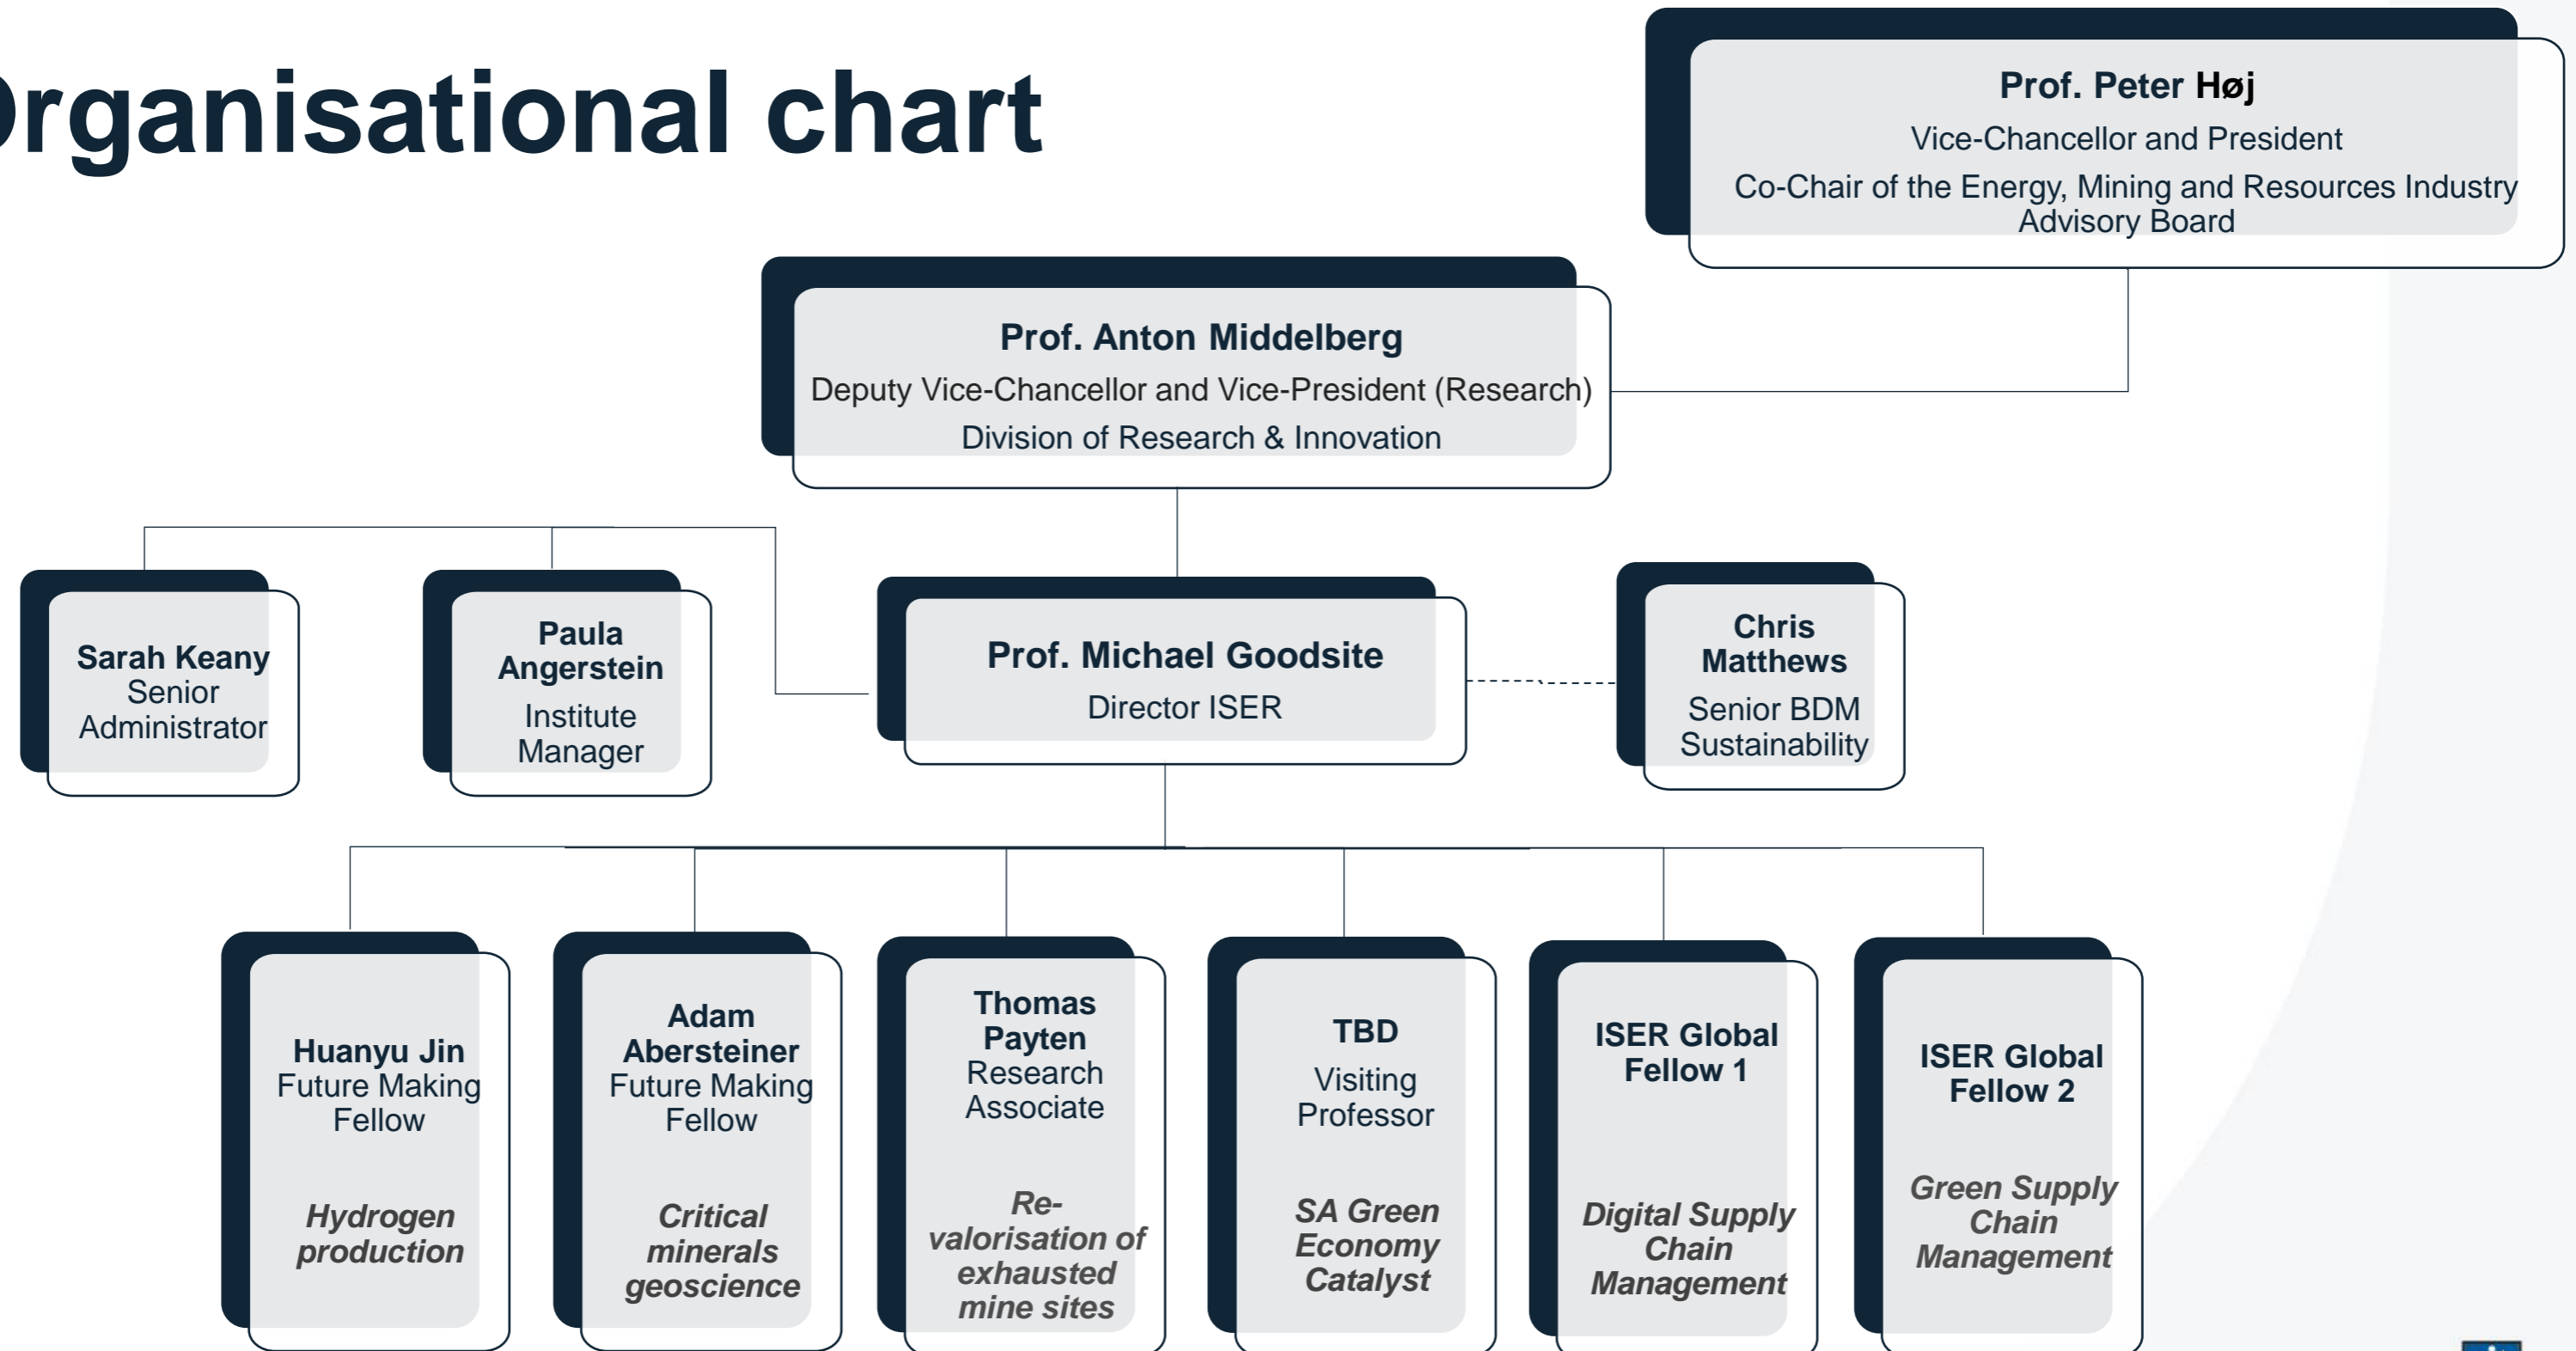 Organisational chart
Prof. Peter Høj
Vice-Chancellor and President
Co-Chair of the Energy, Mining and Resources Industry
Advisory Board
Prof. Anton Middelberg
Deputy Vice-Chancellor and Vice-President (Research)
Division of Research & Innovation
Sarah Keany
Senior
Administrator
Paula
Angerstein
Institute
Manager
Prof. Michael Goodsite
Director ISER
Chris
Matthews
Senior BDM
Sustainability
Huanyu Jin
Future Making
Fellow
Hydrogen
production
Adam
Abersteiner
Future Making
Fellow
Critical
minerals
geoscience
Thomas
Payten
Research
Associate
Re-
valorisation of
exhausted
mine sites
TBD
Visiting
Professor
SA Green
Economy
Catalyst
ISER Global
Fellow 1
Digital Supply
Chain
Management
ISER Global
Fellow 2
Green Supply
Chain
Management